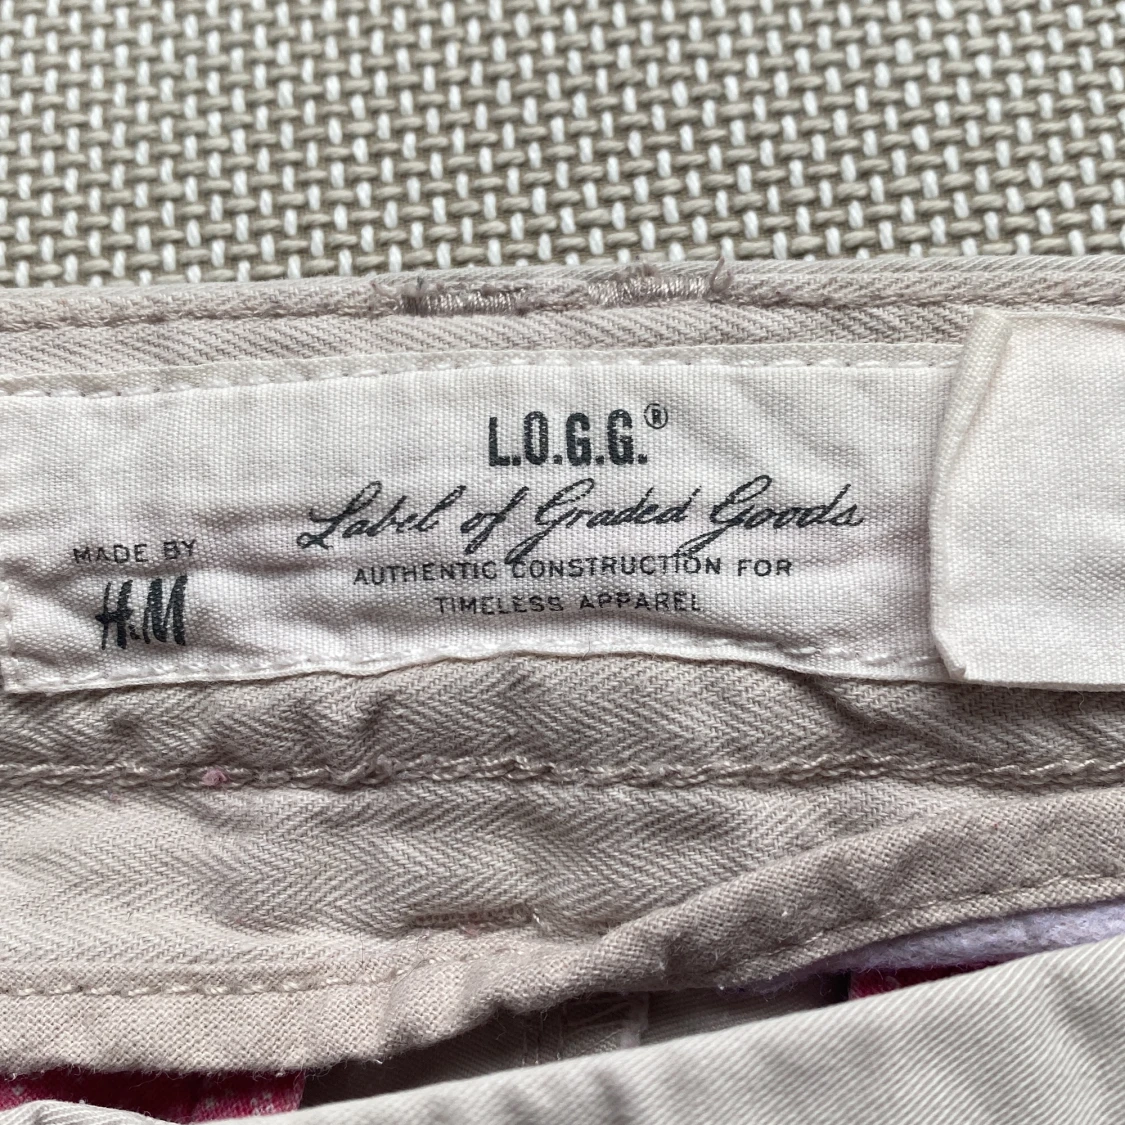 L.O.G.G.®
Label of Graded Goods
AUTHENTIC CONSTRUCTION FOR
TIMELESS APPAREL
MADE BY
H&M